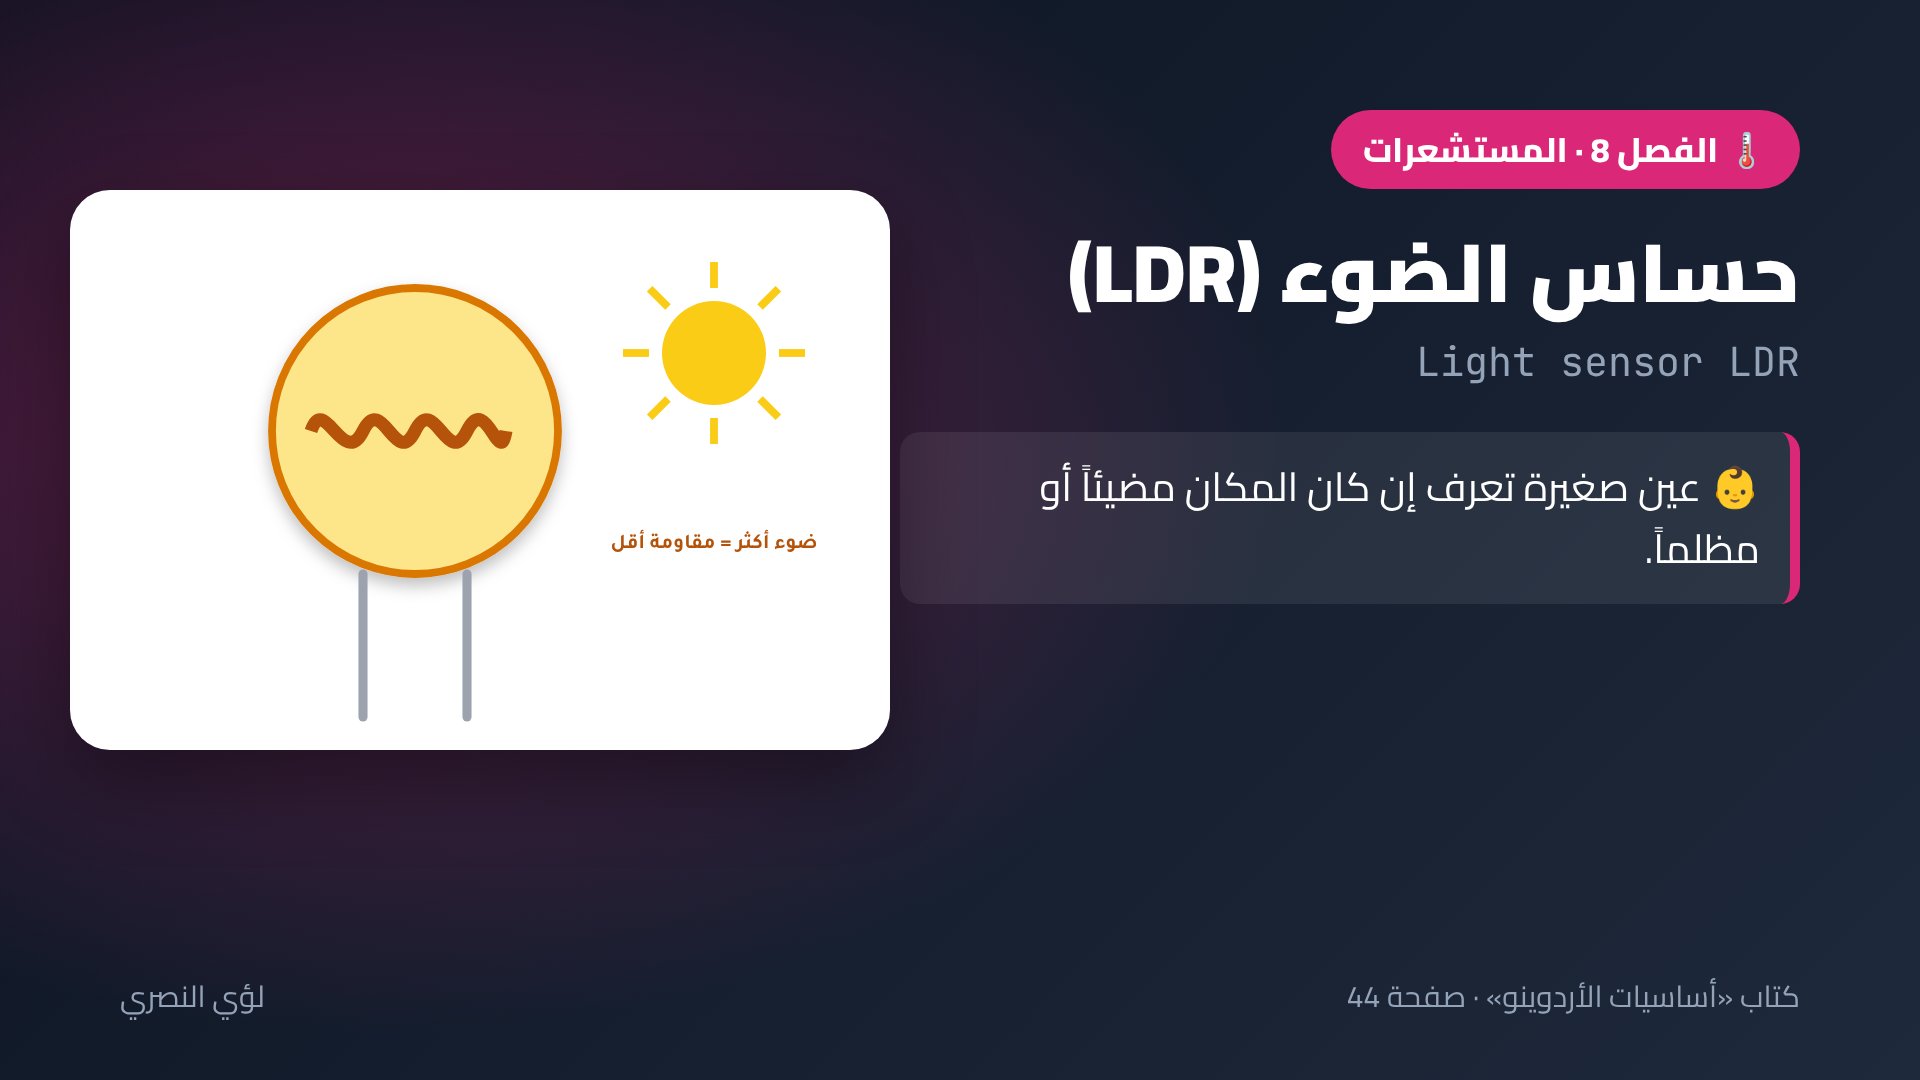 🌡️ الفصل 8 · المستشعرات
حساس الضوء (LDR)
Light sensor LDR
👶 عين صغيرة تعرف إن كان المكان مضيئاً أو
مظلماً.
ضوء أكثر = مقاومة أقل
كتاب «أساسيات الأردوينو» · صفحة 44
لؤي النصري